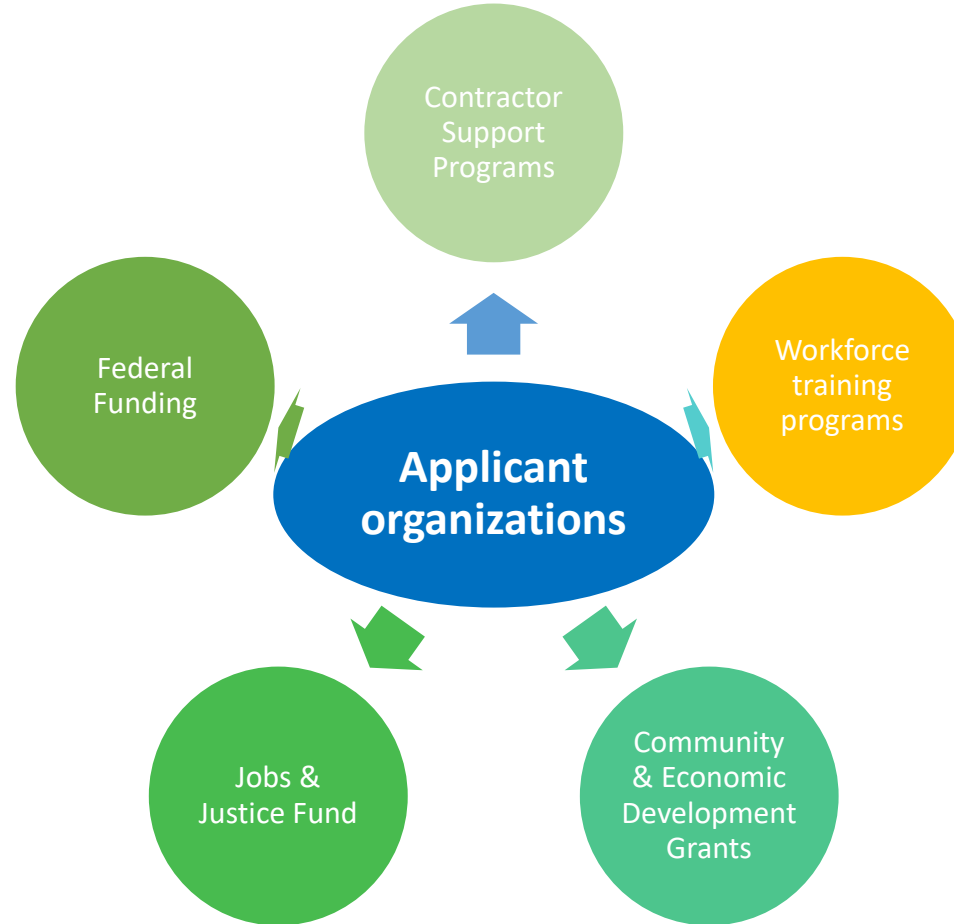 Contractor
Support
Programs
Federal
Funding
Workforce
training
programs
Applicant
organizations
Jobs &
Justice Fund
Community
& Economic
Development
Grants